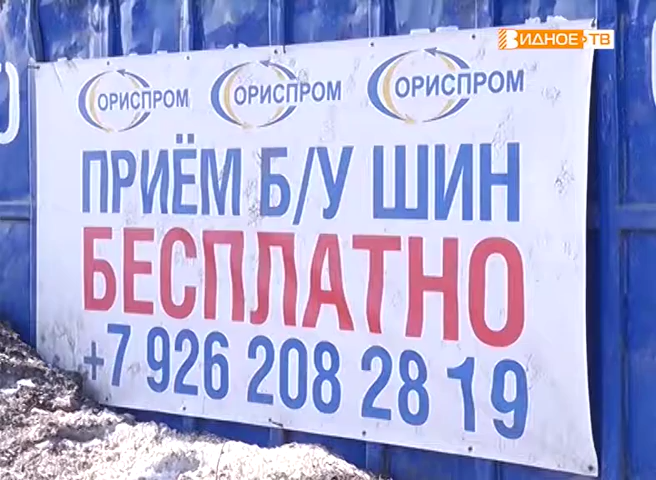 ВИДНОЕ-ТВ
ОРИСПРОМ ОРИСПРОМ ОРИСПРОМ
ПРИЁМ Б/У ШИН
БЕСПЛАТНО
+7 926 208 28 19